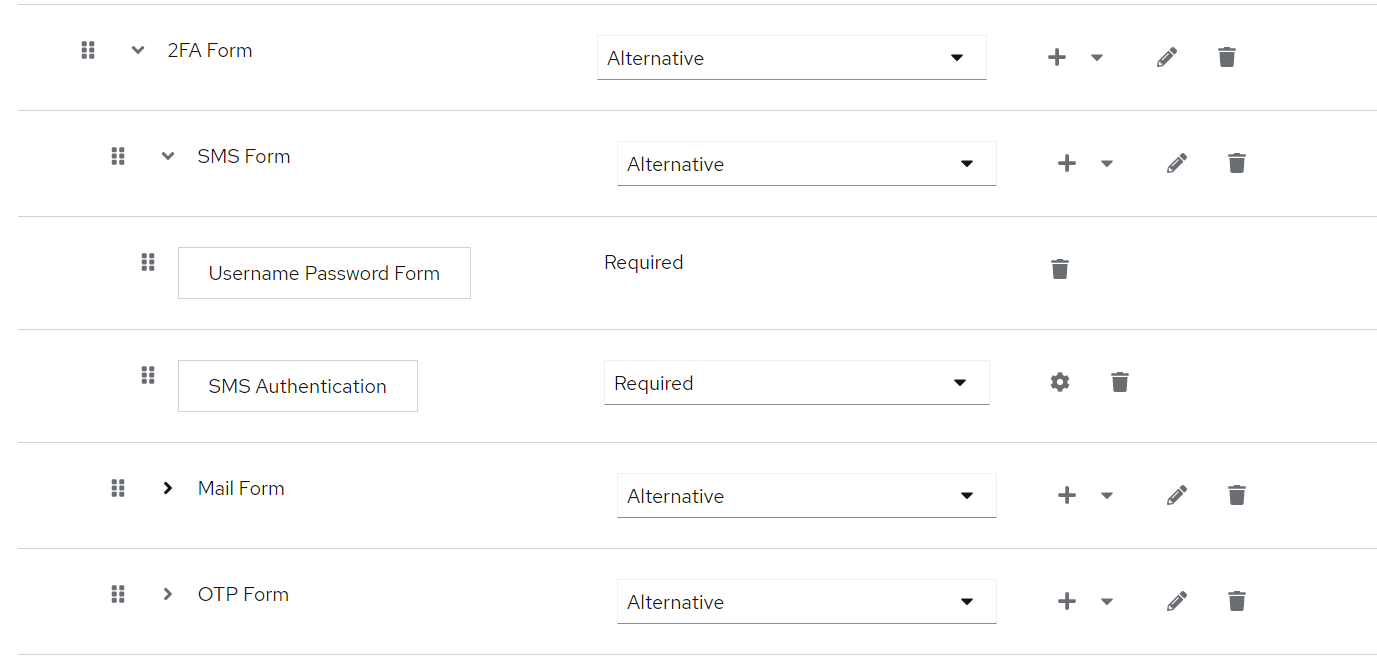 2FA Form
Alternative
SMS Form
Alternative
Username Password Form
Required
SMS Authentication
Required
Mail Form
Alternative
OTP Form
Alternative